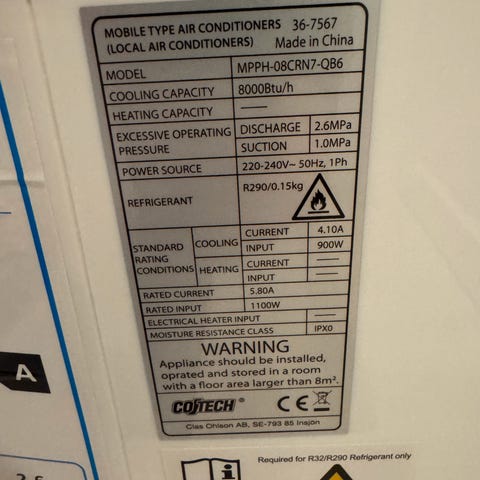 MOBILE TYPE AIR CONDITIONERS 36-7567
(LOCAL AIR CONDITIONERS) Made in China
MODEL MPPH-08CRN7-QB6
COOLING CAPACITY 8000Btu/h
HEATING CAPACITY ——
EXCESSIVE OPERATING PRESSURE DISCHARGE 2.6MPa
SUCTION 1.0MPa
POWER SOURCE 220-240V~ 50Hz, 1Ph
REFRIGERANT R290/0.15kg
STANDARD RATING CONDITIONS COOLING CURRENT 4.10A
INPUT 900W
HEATING CURRENT ——
INPUT ——
RATED CURRENT 5.80A
RATED INPUT 1100W
ELECTRICAL HEATER INPUT ——
MOISTURE RESISTANCE CLASS IPX0
WARNING
Appliance should be installed,
oprated and stored in a room
with a floor area larger than 8m².
COTECH® CE
Clas Ohlson AB, SE-793 85 Insjön
A
Required for R32/R290 Refrigerant only
i